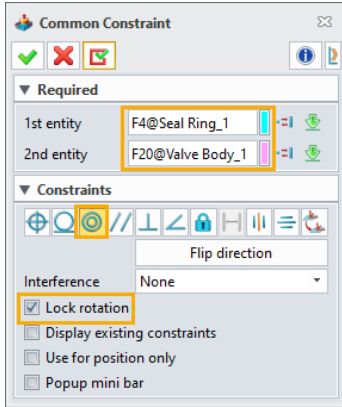 Common Constraint
Required
1st entity F4@Seal Ring_1
2nd entity F20@Valve Body_1
Constraints
Flip direction
Interference None
Lock rotation
Display existing constraints
Use for position only
Popup mini bar